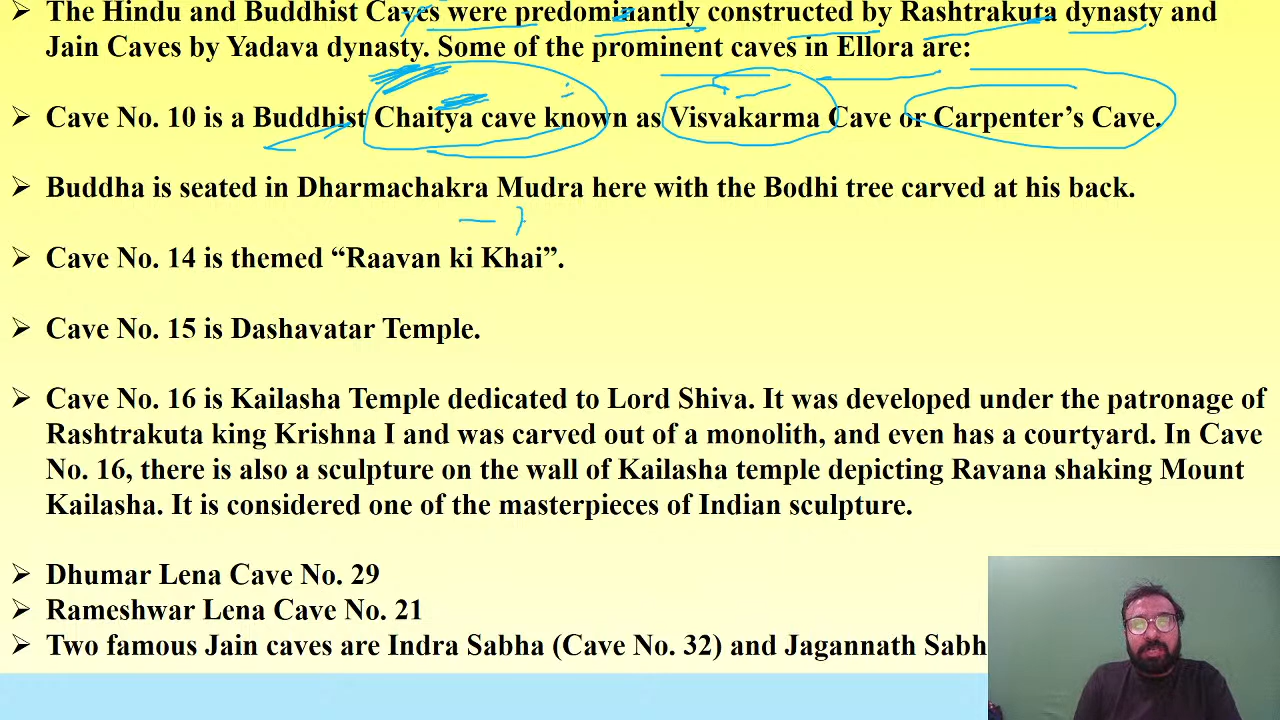 ➢ The Hindu and Buddhist Caves were predominantly constructed by Rashtrakuta dynasty and
Jain Caves by Yadava dynasty. Some of the prominent caves in Ellora are:
➢ Cave No. 10 is a Buddhist Chaitya cave known as Visvakarma Cave or Carpenter’s Cave.
➢ Buddha is seated in Dharmachakra Mudra here with the Bodhi tree carved at his back.
➢ Cave No. 14 is themed “Raavan ki Khai”.
➢ Cave No. 15 is Dashavatar Temple.
➢ Cave No. 16 is Kailasha Temple dedicated to Lord Shiva. It was developed under the patronage of
Rashtrakuta king Krishna I and was carved out of a monolith, and even has a courtyard. In Cave
No. 16, there is also a sculpture on the wall of Kailasha temple depicting Ravana shaking Mount
Kailasha. It is considered one of the masterpieces of Indian sculpture.
➢ Dhumar Lena Cave No. 29
➢ Rameshwar Lena Cave No. 21
➢ Two famous Jain caves are Indra Sabha (Cave No. 32) and Jagannath Sabh